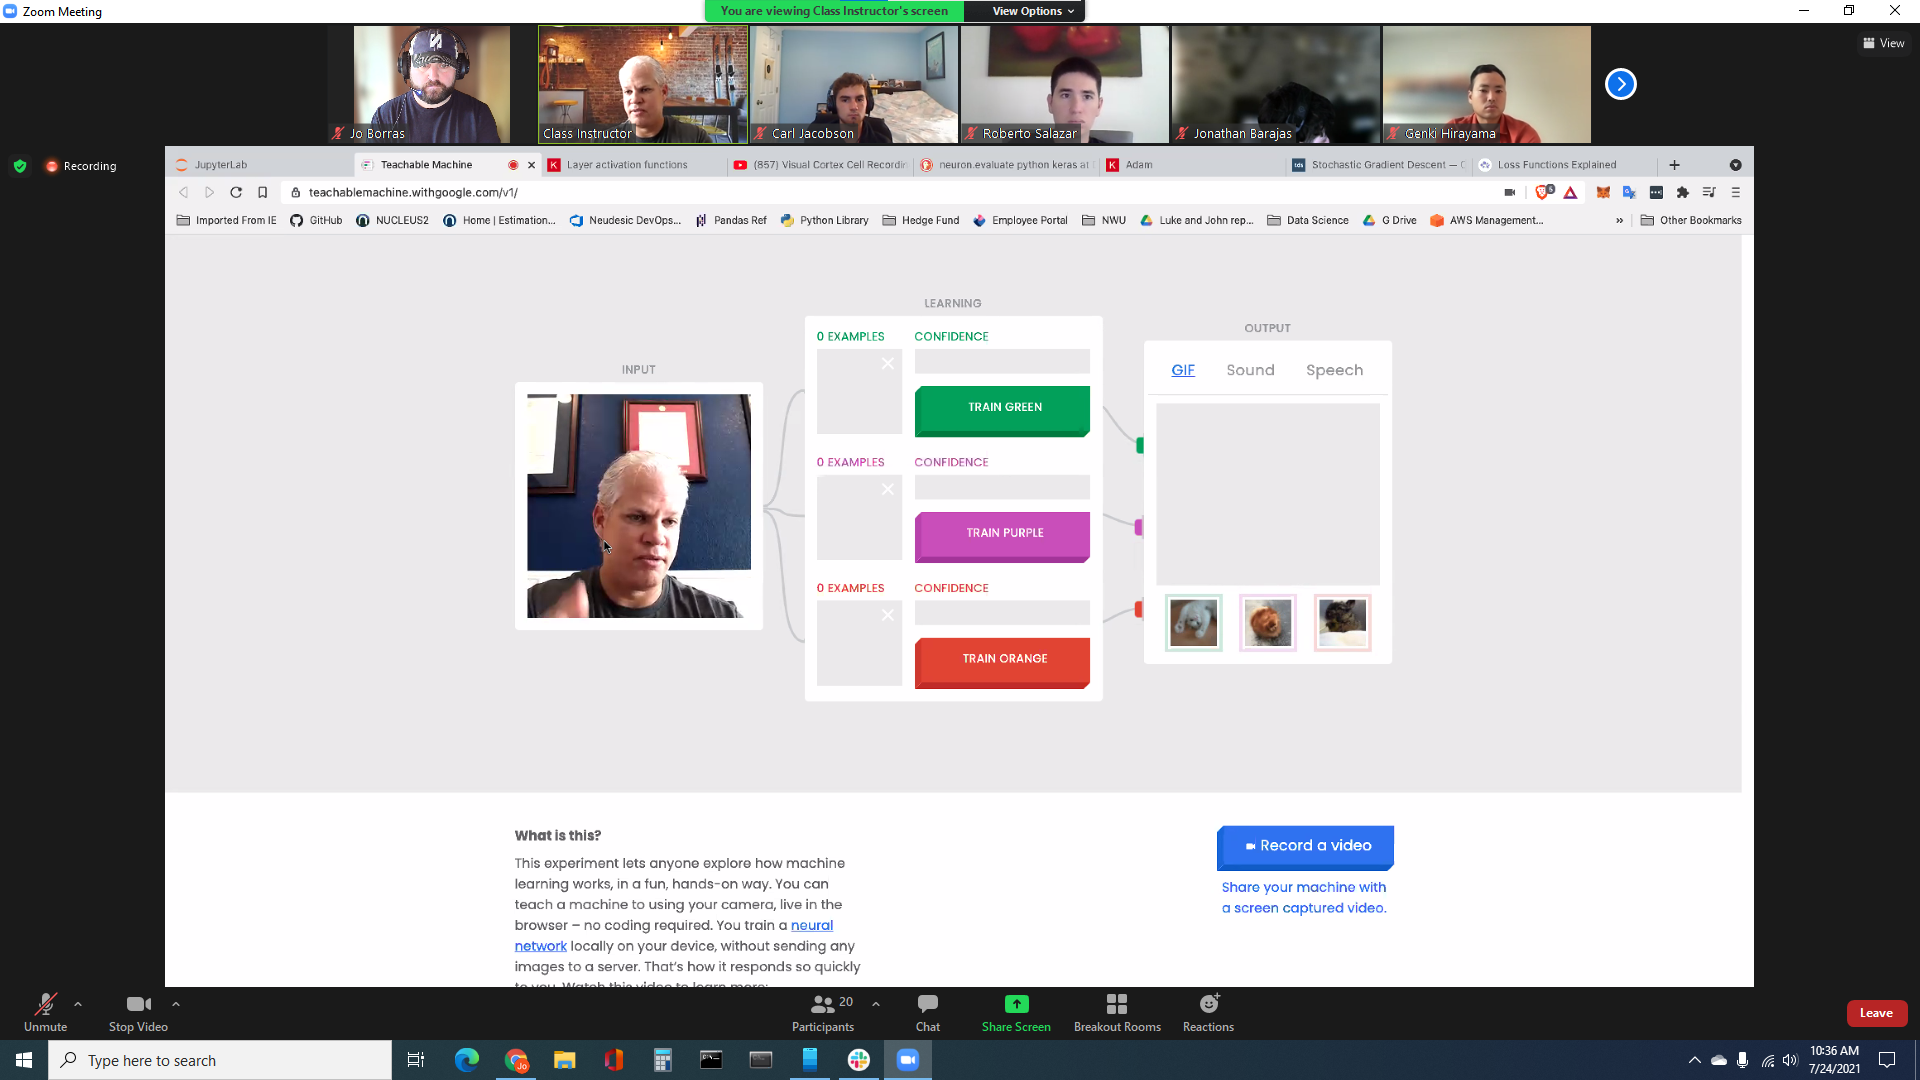 Zoom Meeting
You are viewing Class Instructor's screen
View Options
View
Jo Borras
Class Instructor
Carl Jacobson
Roberto Salazar
Jonathan Barajas
Genki Hirayama
Recording
JupyterLab
Teachable Machine
Layer activation functions
(857) Visual Cortex Cell Recordin
neuron.evaluate python keras at
Adam
Stochastic Gradient Descent — C
Loss Functions Explained
teachablemachine.withgoogle.com/v1/
Imported From IE
GitHub
NUCLEUS2
Home | Estimation...
Neudesic DevOps...
Pandas Ref
Python Library
Hedge Fund
Employee Portal
NWU
Luke and John rep...
Data Science
G Drive
AWS Management...
»
Other Bookmarks
LEARNING
INPUT
OUTPUT
0 EXAMPLES
CONFIDENCE
TRAIN GREEN
0 EXAMPLES
CONFIDENCE
TRAIN PURPLE
0 EXAMPLES
CONFIDENCE
TRAIN ORANGE
GIF
Sound
Speech
What is this?
This experiment lets anyone explore how machine
learning works, in a fun, hands-on way. You can
teach a machine to using your camera, live in the
browser – no coding required. You train a neural
network locally on your device, without sending any
images to a server. That's how it responds so quickly
to you. Watch this video to learn more:
Record a video
Share your machine with
a screen captured video.
Unmute
Stop Video
Participants
20
Chat
Share Screen
Breakout Rooms
Reactions
Leave
Type here to search
10:36 AM
7/24/2021